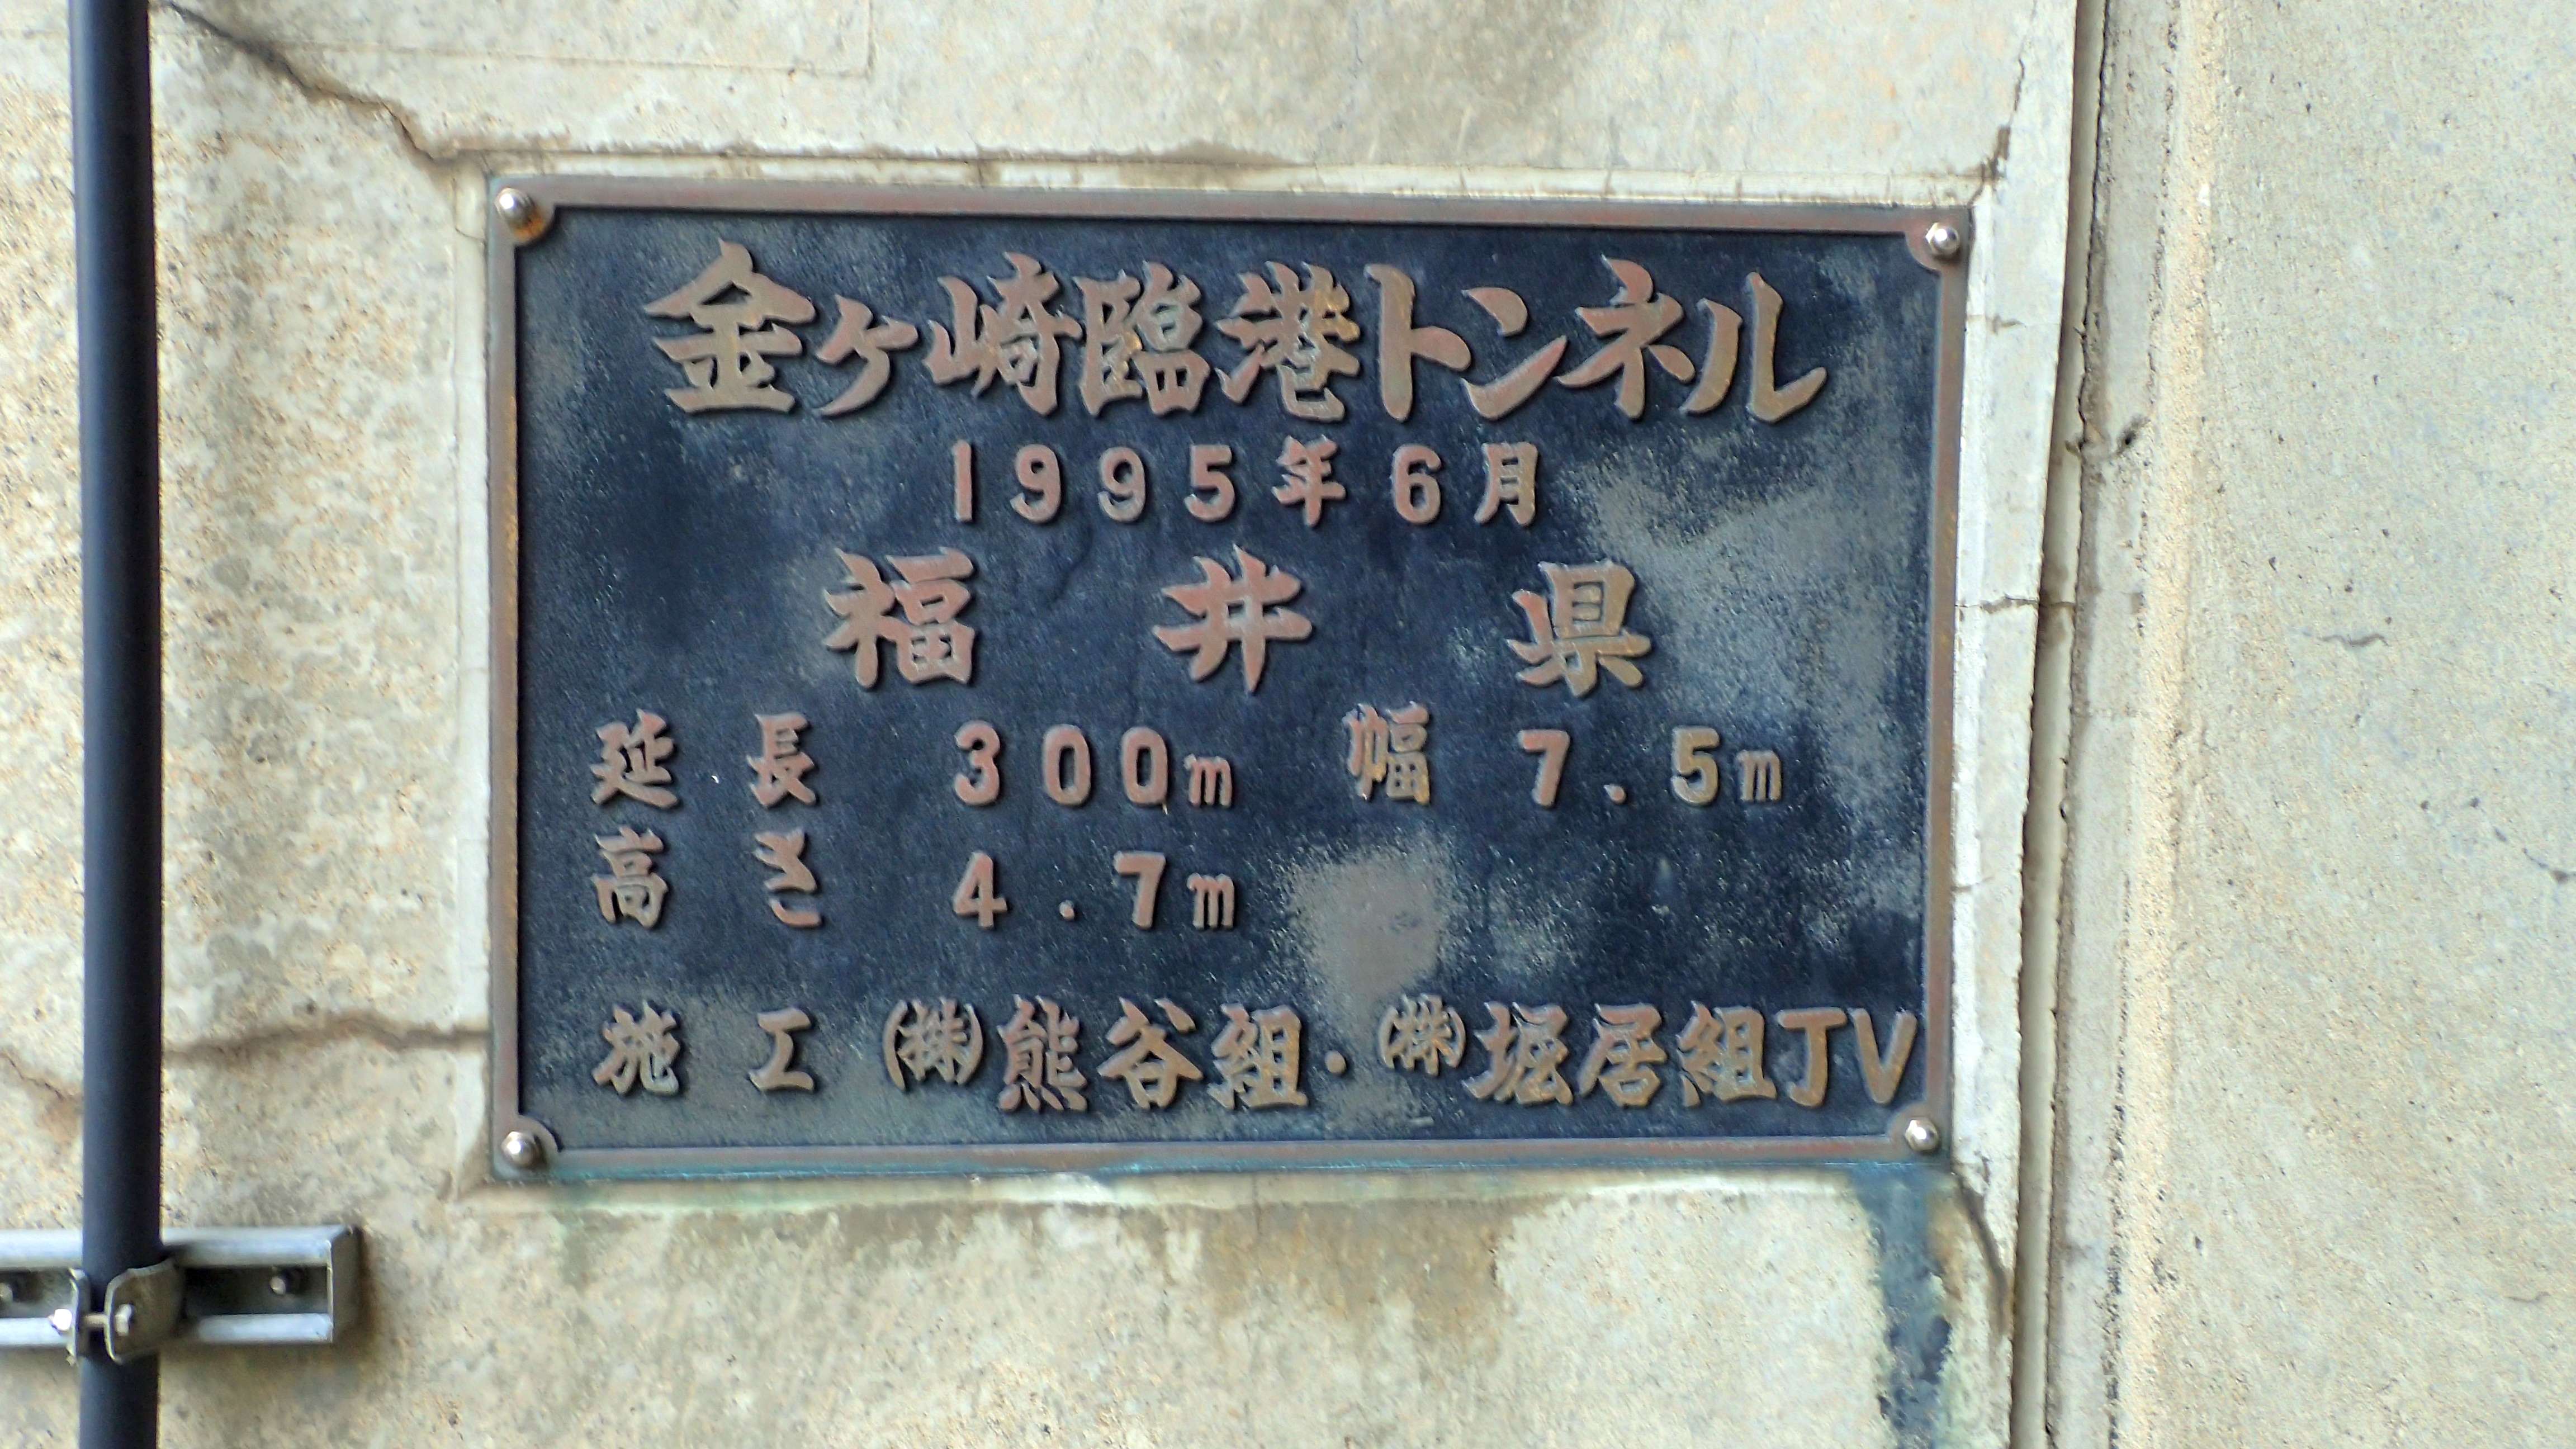 金ヶ崎臨港トンネル
1995年6月
福井県
延長 300m 幅 7.5m
高さ 4.7m
施工 ㈱熊谷組・㈱堀居組JV